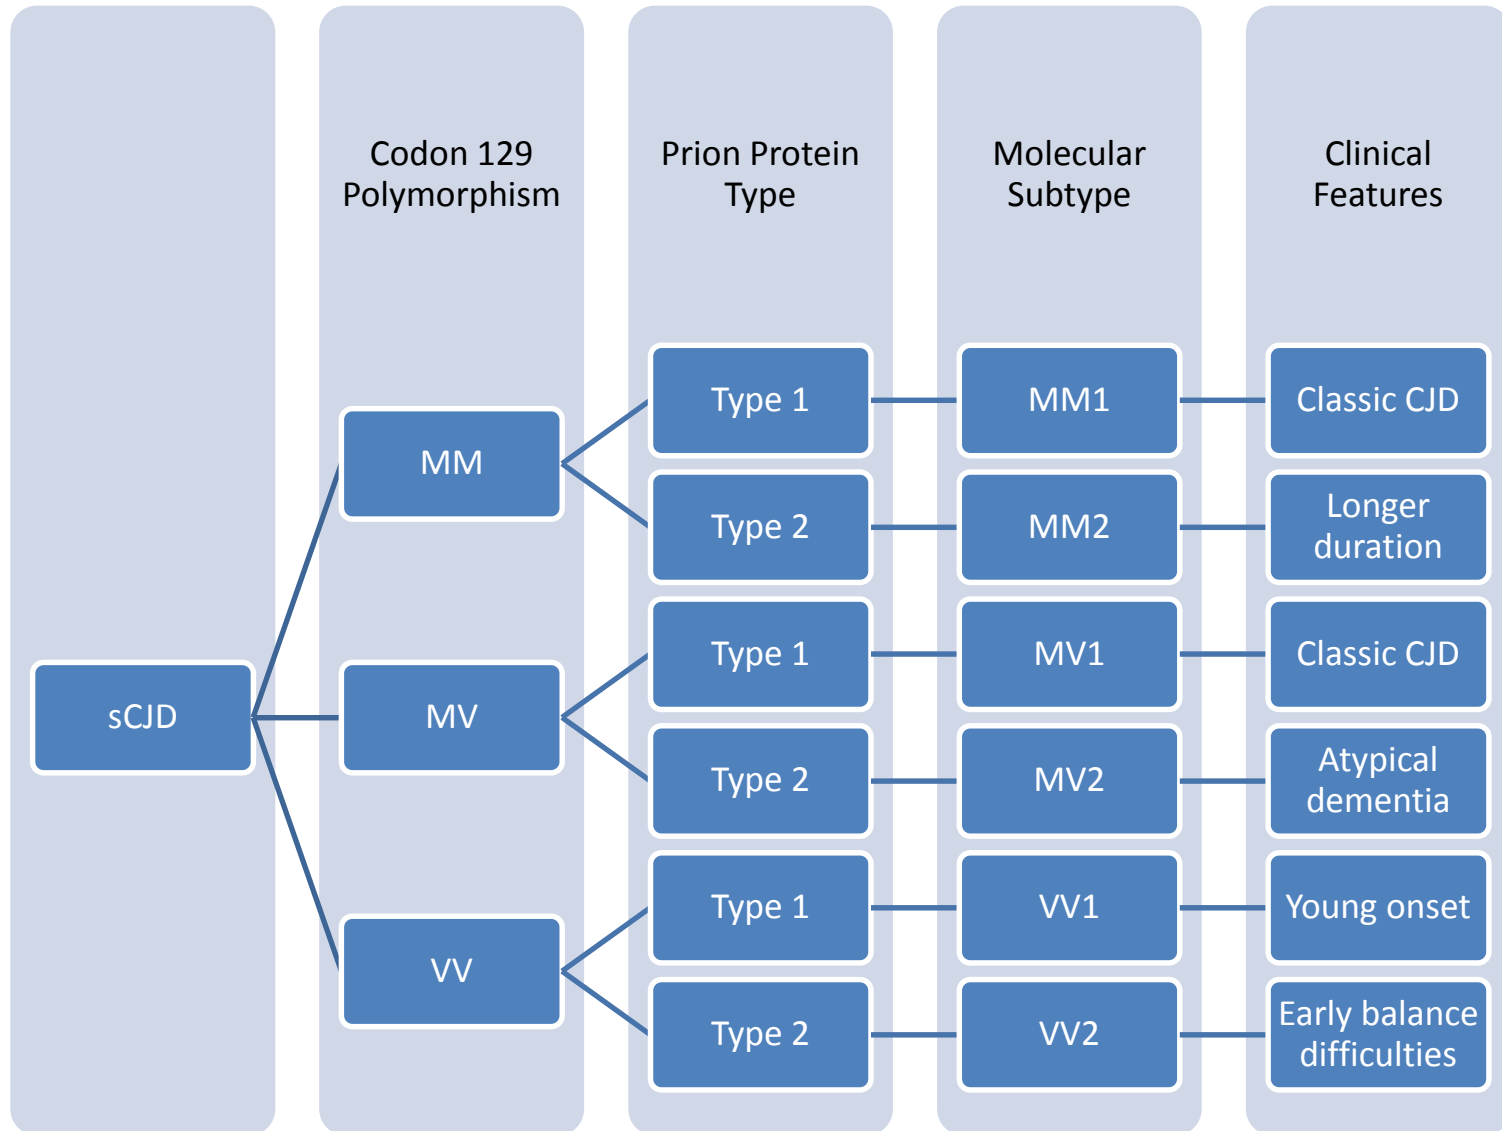 Codon 129
Polymorphism
Prion Protein
Type
Molecular
Subtype
Clinical
Features
sCJD
MM
MV
VV
Type 1
MM1
Classic CJD
Type 2
MM2
Longer
duration
Type 1
MV1
Classic CJD
Type 2
MV2
Atypical
dementia
Type 1
VV1
Young onset
Type 2
VV2
Early balance
difficulties